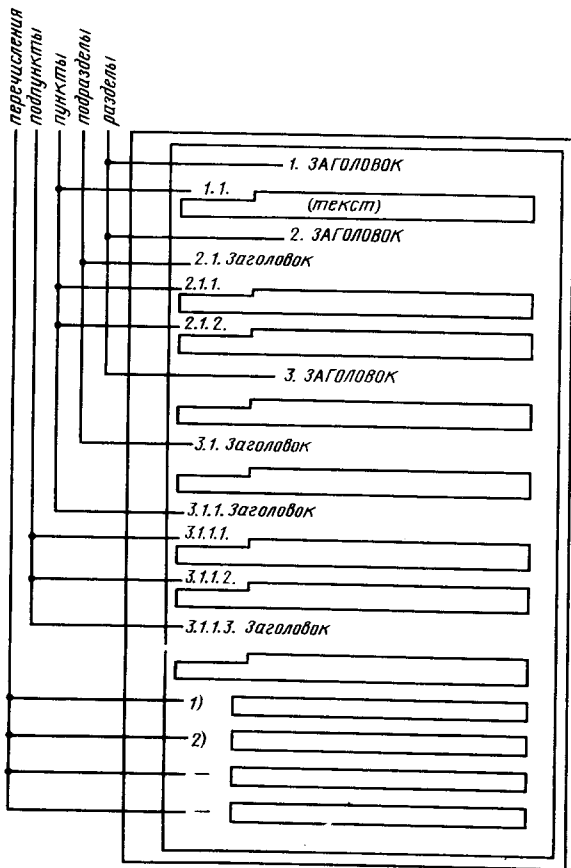 перечисления
подпункты
пункты
подразделы
разделы
1. ЗАГОЛОВОК
1.1.
(текст)
2. ЗАГОЛОВОК
2.1. Заголовок
2.1.1.
2.1.2.
3. ЗАГОЛОВОК
3.1. Заголовок
3.1.1. Заголовок
3.1.1.1.
3.1.1.2.
3.1.1.3. Заголовок
1)
2)
—
—